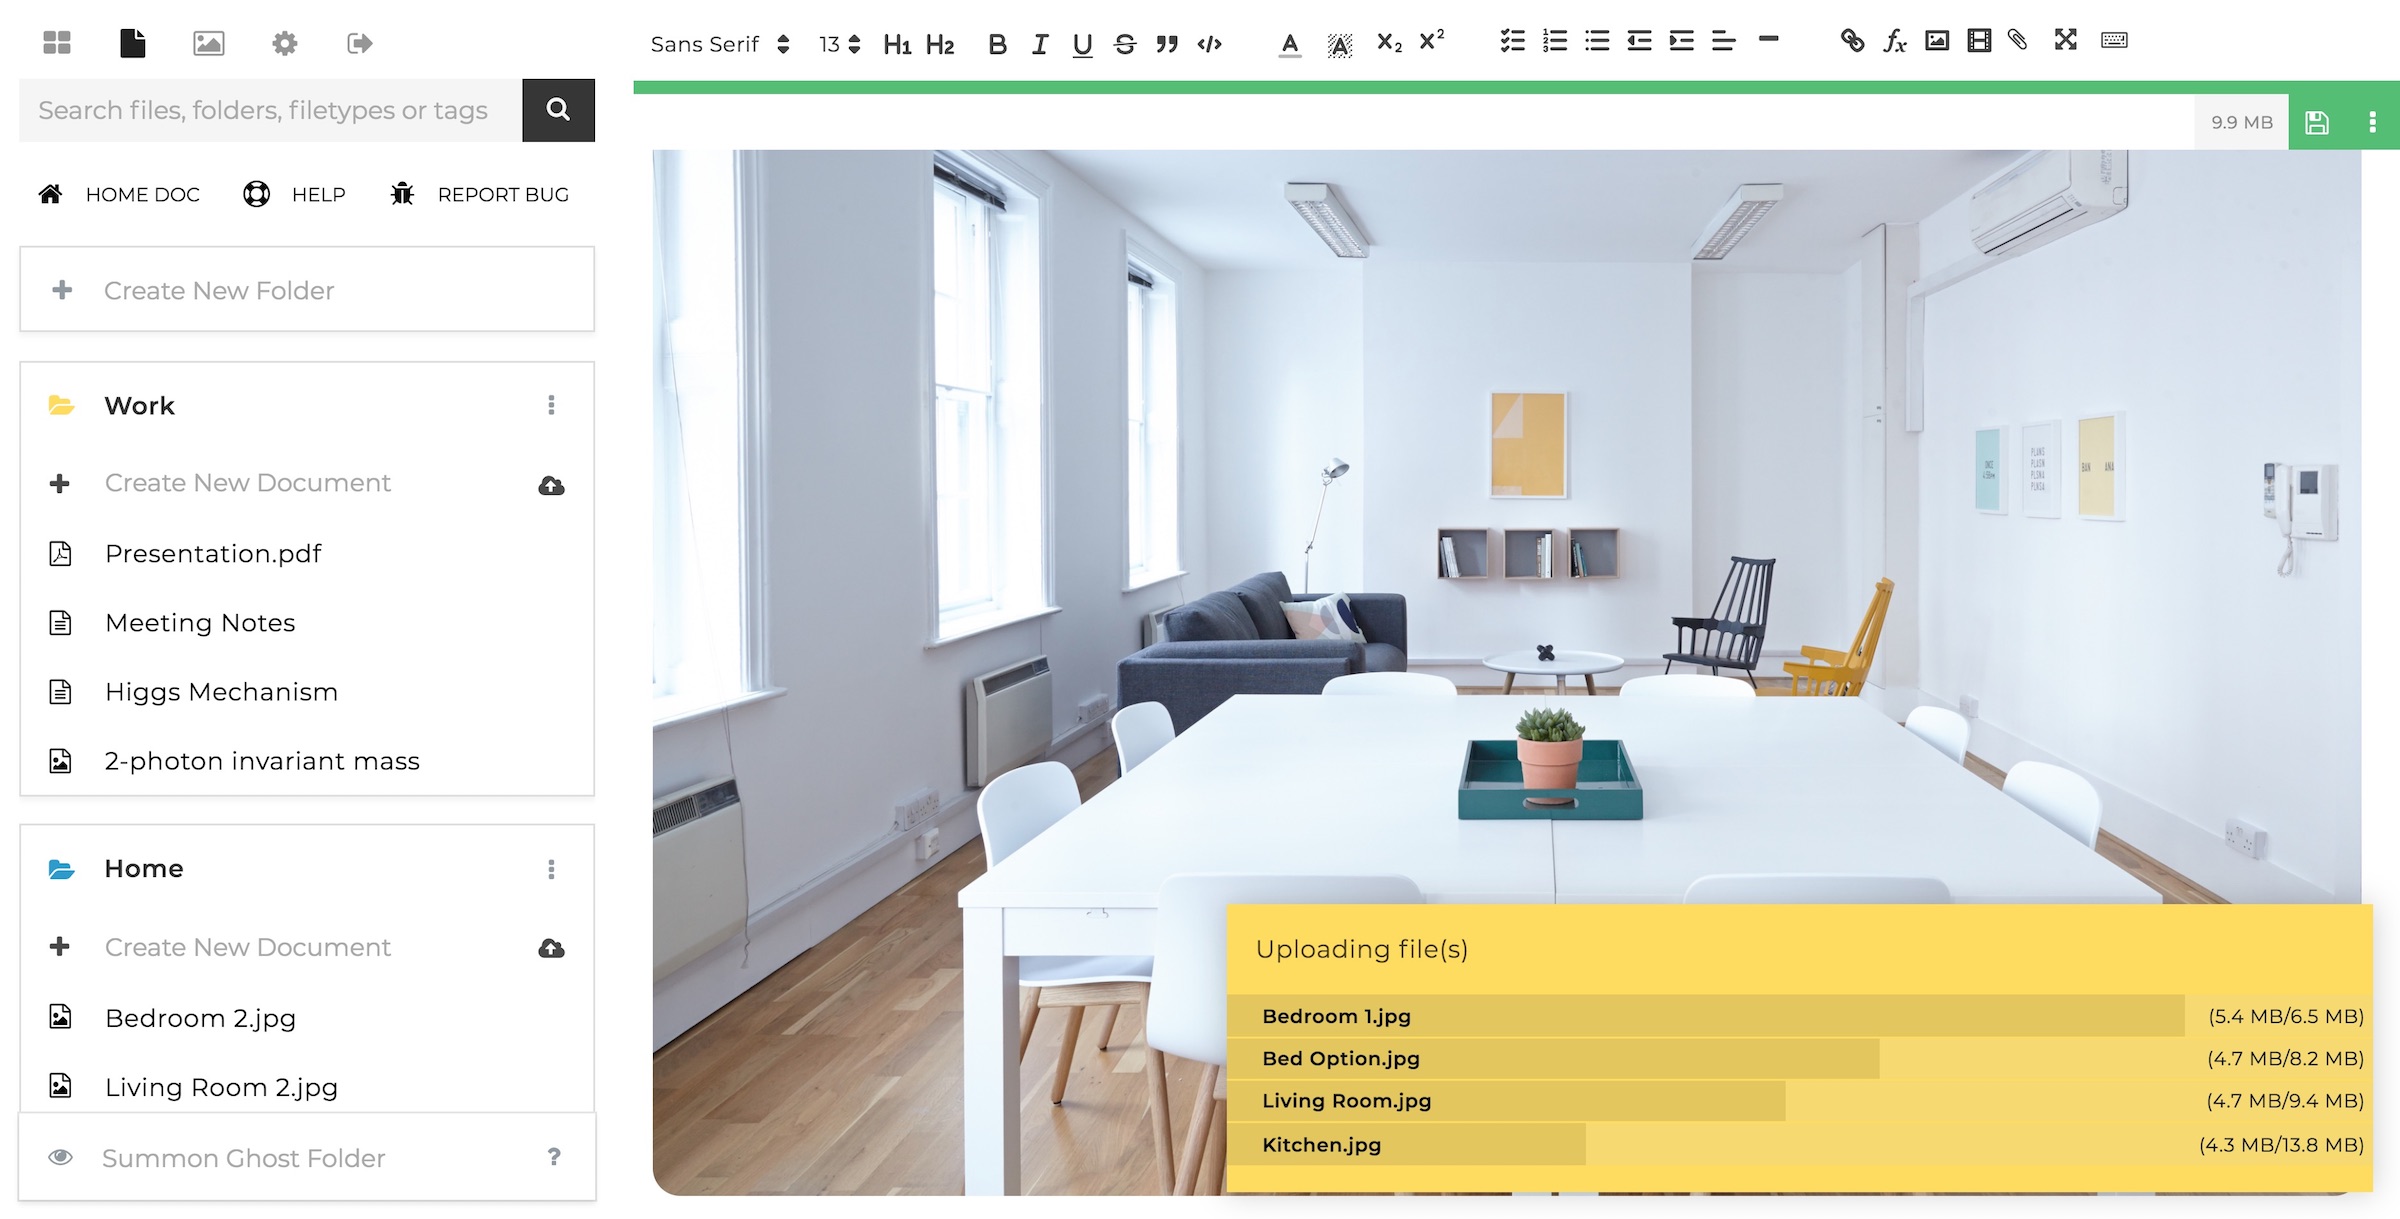 Sans Serif 13 H1 H2 B I U S A A X2 X² fx
Search files, folders, filetypes or tags
9.9 MB
HOME DOC HELP REPORT BUG
Create New Folder
Work
Create New Document
Presentation.pdf
Meeting Notes
Higgs Mechanism
2-photon invariant mass
Home
Create New Document
Bedroom 2.jpg
Living Room 2.jpg
Summon Ghost Folder ?
PLANS
BAN ANA
Uploading file(s)
Bedroom 1.jpg (5.4 MB/6.5 MB)
Bed Option.jpg (4.7 MB/8.2 MB)
Living Room.jpg (4.7 MB/9.4 MB)
Kitchen.jpg (4.3 MB/13.8 MB)